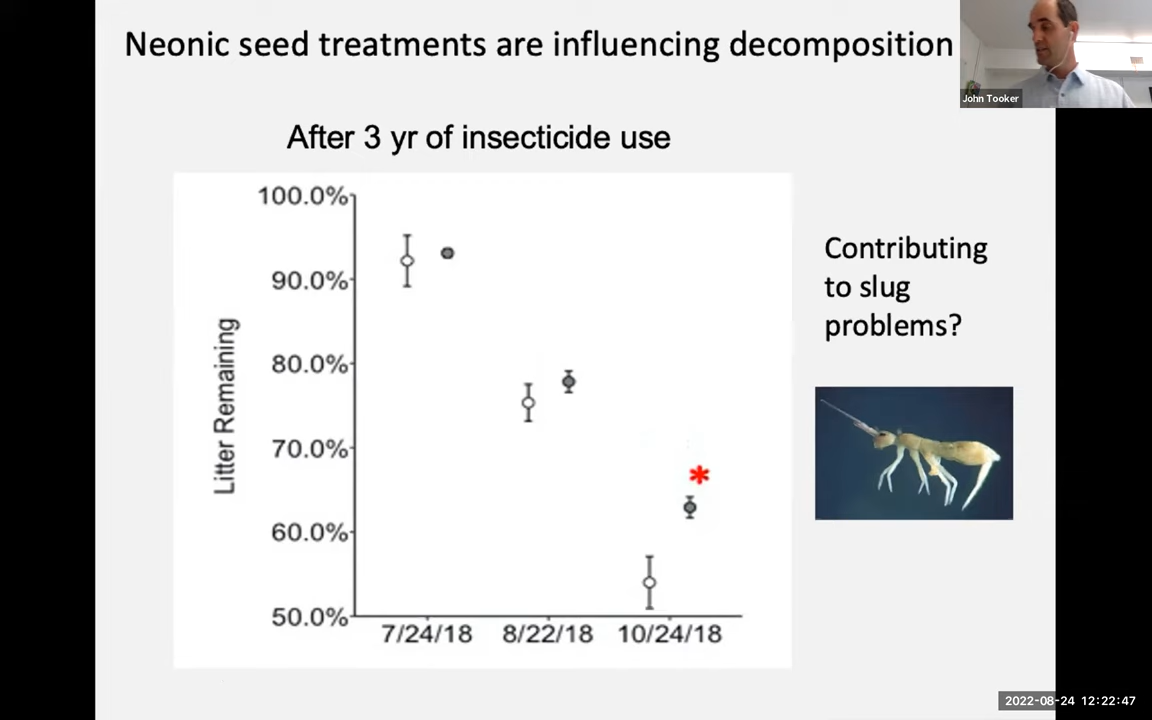 Neonic seed treatments are influencing decomposition
John Tooker
After 3 yr of insecticide use
100.0%
90.0%
80.0%
70.0%
60.0%
50.0%
Litter Remaining
*
7/24/18 8/22/18 10/24/18
Contributing
to slug
problems?
2022-08-24 12:22:47